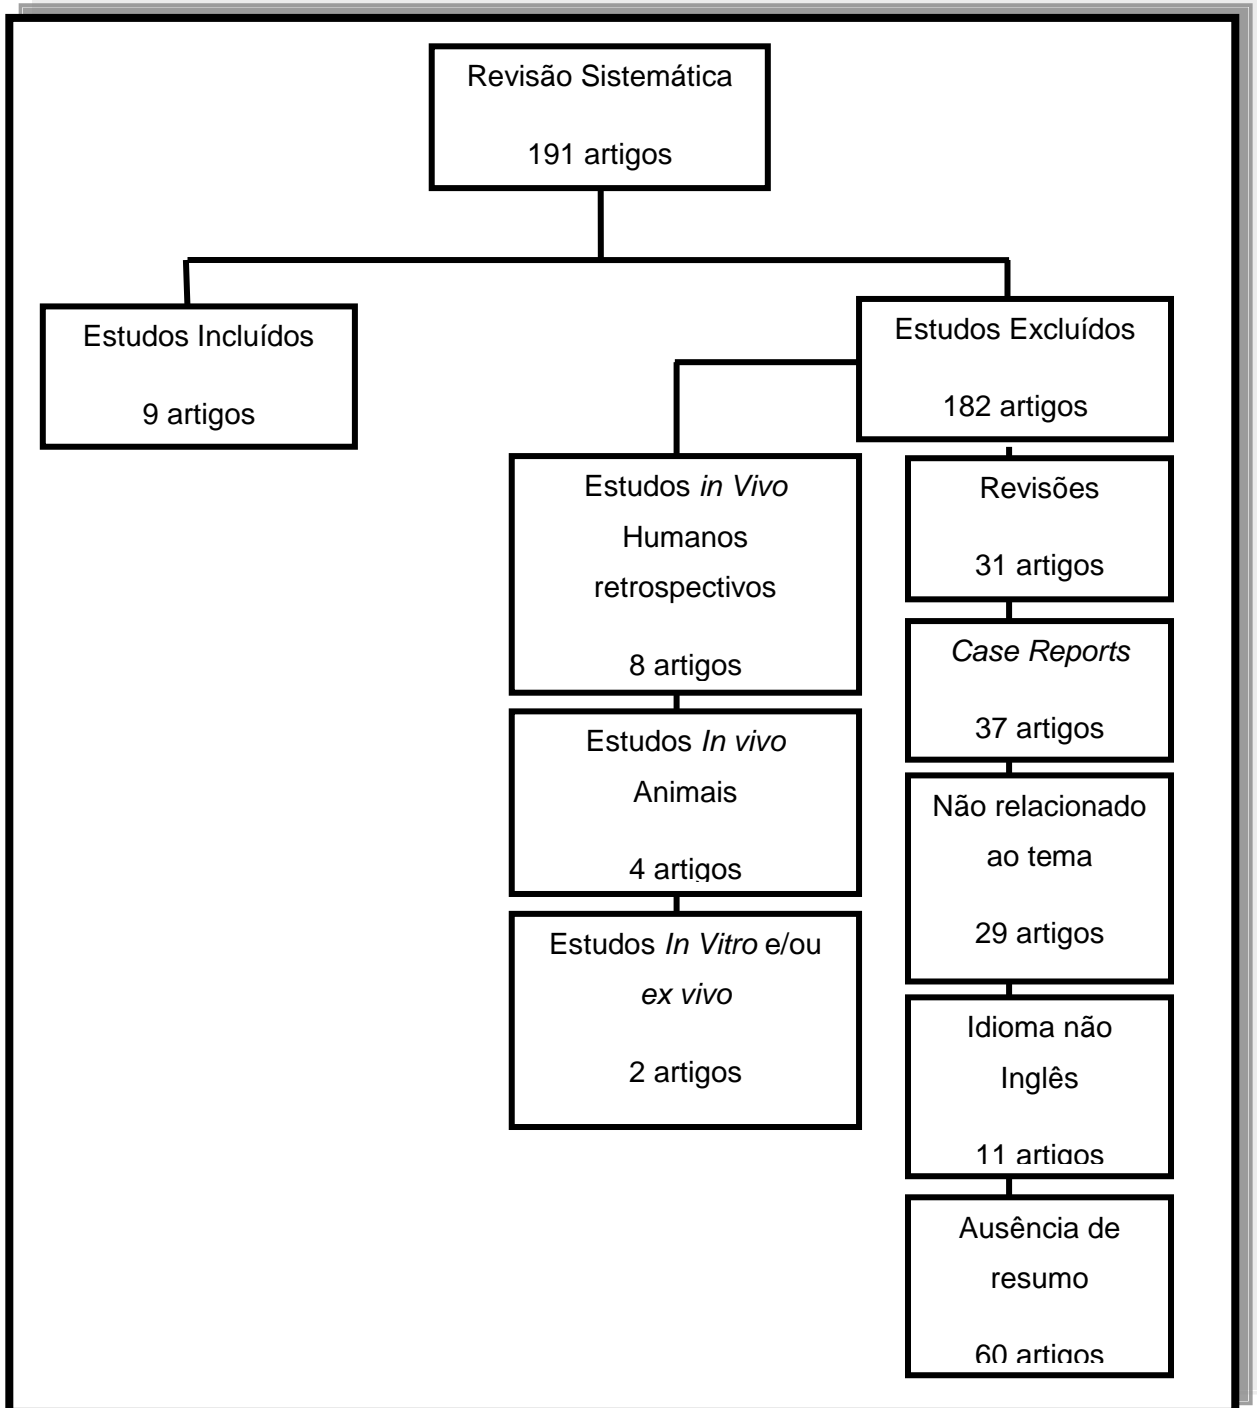 Revisão Sistemática
191 artigos
Estudos Incluídos
9 artigos
Estudos Excluídos
182 artigos
Estudos in Vivo
Humanos
retrospectivos
8 artigos
Estudos In vivo
Animais
4 artigos
Estudos In Vitro e/ou
ex vivo
2 artigos
Revisões
31 artigos
Case Reports
37 artigos
Não relacionado
ao tema
29 artigos
Idioma não
Inglês
11 artigos
Ausência de
resumo
60 artigos